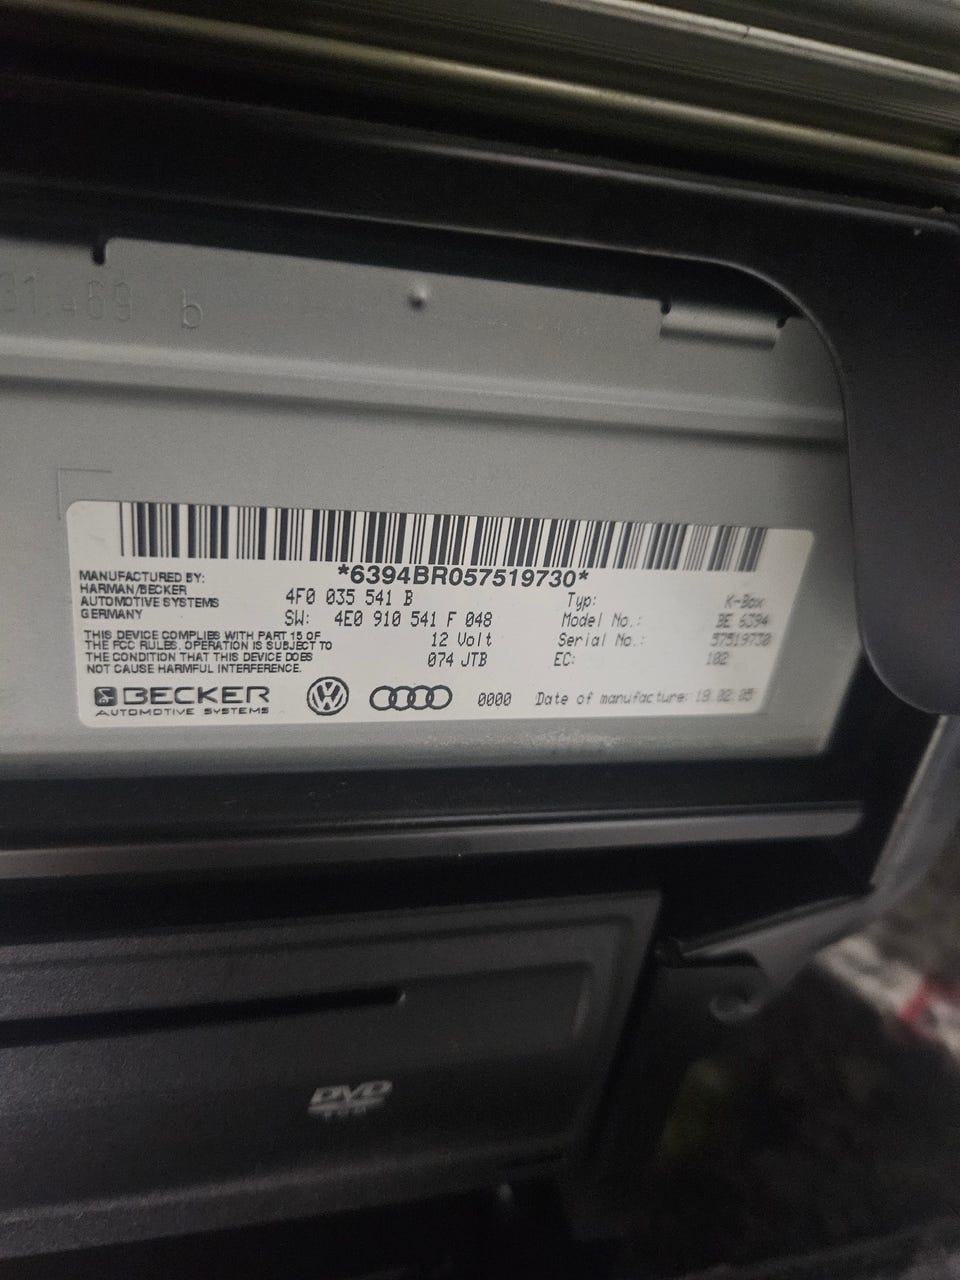 31.469 b
*6394BR057519730*
MANUFACTURED BY:
HARMAN/BECKER
AUTOMOTIVE SYSTEMS
GERMANY
THIS DEVICE COMPLIES WITH PART 15 OF
THE FCC RULES. OPERATION IS SUBJECT TO
THE CONDITION THAT THIS DEVICE DOES
NOT CAUSE HARMFUL INTERFERENCE.
4F0 035 541 B
SW: 4E0 910 541 F 048
12 Volt
074 JTB
Typ: K-Box
Model No.: BE 6394
Serial No.: 57519730
EC: 102
BECKER
AUTOMOTIVE SYSTEMS
VW
0000 Date of manufacture: 19.02.05
DVD